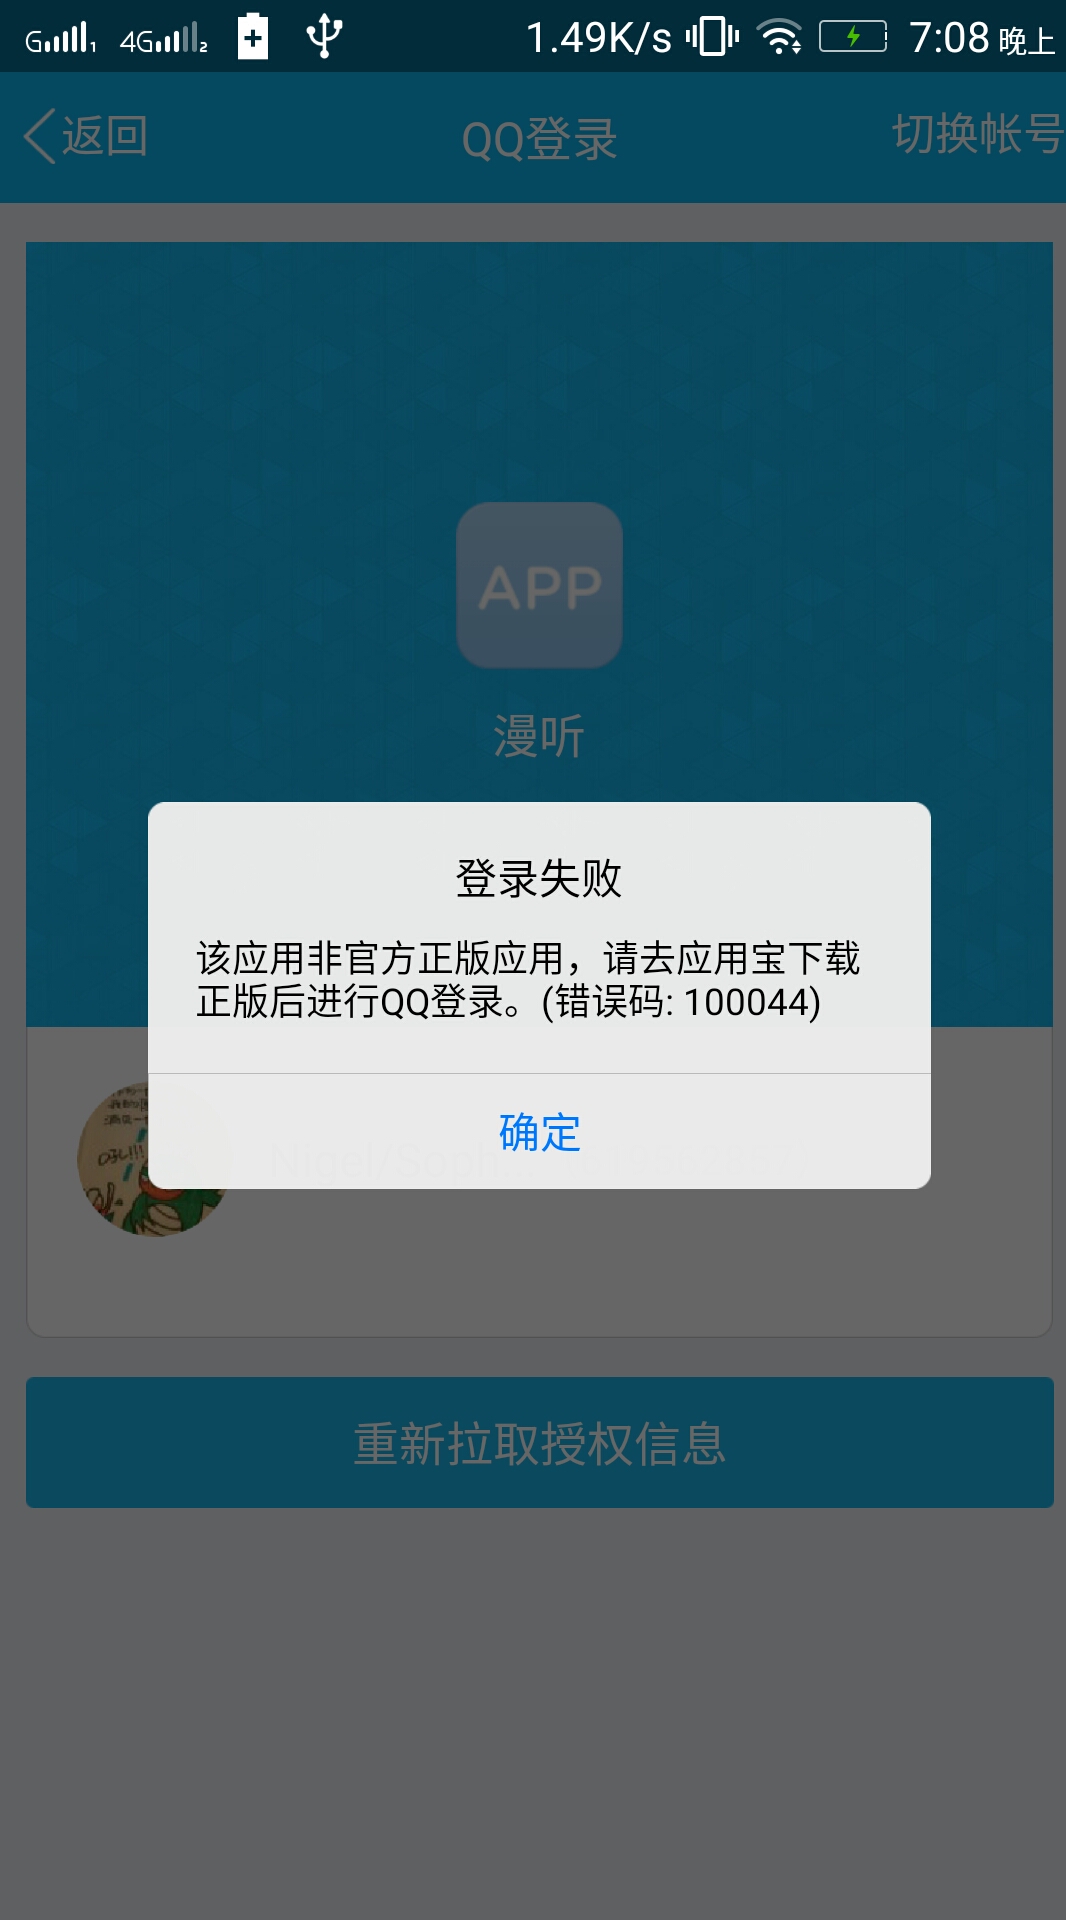 G 1 4G 2 1.49K/s 7:08 晚上
返回 QQ登录 切换帐号
APP
漫听
登录失败
该应用非官方正版应用，请去应用宝下载
正版后进行QQ登录。(错误码: 100044)
确定
重新拉取授权信息